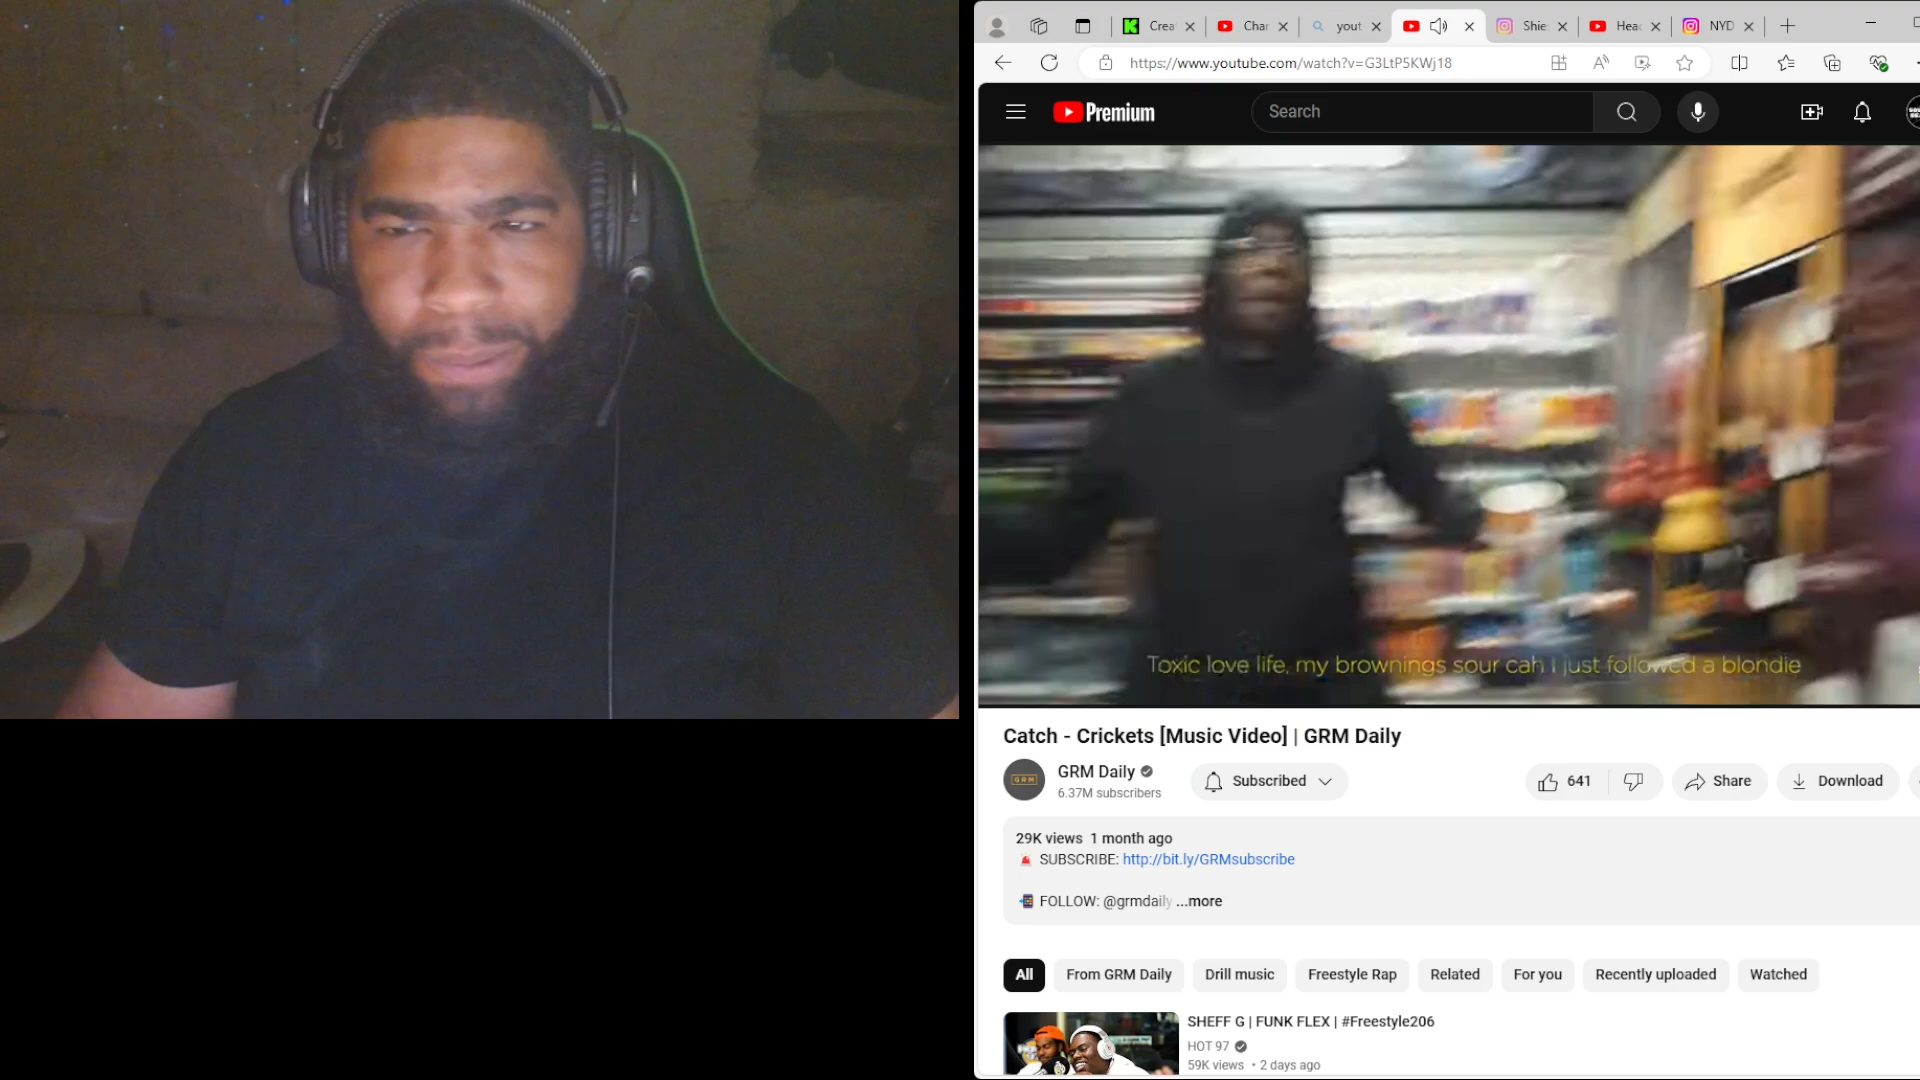 Crea
Chan
yout
Shie
Hea
NYD
https://www.youtube.com/watch?v=G3LtP5KWj18
Premium
Search
Toxic love life, my brownings sour cah I just followed a blondie
Catch - Crickets [Music Video] | GRM Daily
GRM
GRM Daily
6.37M subscribers
Subscribed
641
Share
Download
29K views 1 month ago
SUBSCRIBE: http://bit.ly/GRMsubscribe
FOLLOW: @grmdaily ...more
All
From GRM Daily
Drill music
Freestyle Rap
Related
For you
Recently uploaded
Watched
SHEFF G | FUNK FLEX | #Freestyle206
HOT 97
59K views • 2 days ago